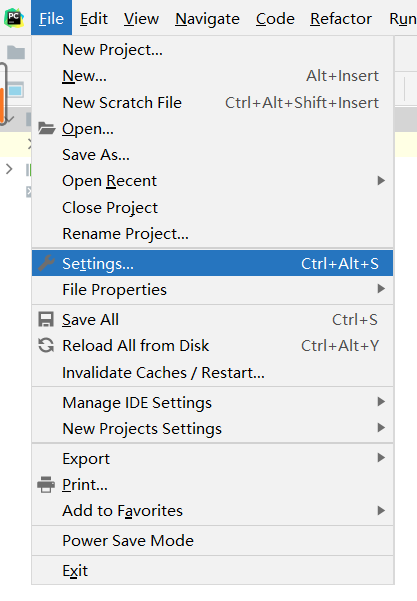 PC File Edit View Navigate Code Refactor Run
New Project...
New... Alt+Insert
New Scratch File Ctrl+Alt+Shift+Insert
Open...
Save As...
Open Recent
Close Project
Rename Project...
Settings... Ctrl+Alt+S
File Properties
Save All Ctrl+S
Reload All from Disk Ctrl+Alt+Y
Invalidate Caches / Restart...
Manage IDE Settings
New Projects Settings
Export
Print...
Add to Favorites
Power Save Mode
Exit